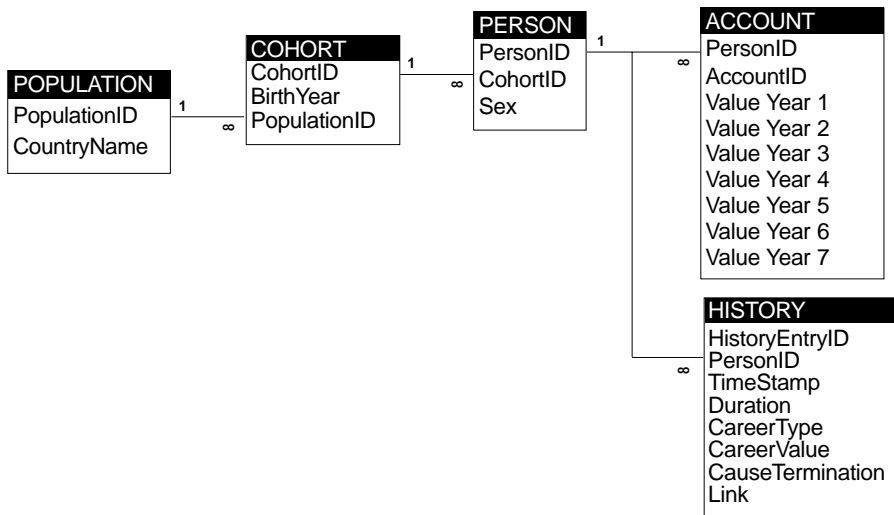 POPULATION
PopulationID
CountryName
1
∞
COHORT
CohortID
BirthYear
PopulationID
1
∞
PERSON
PersonID
CohortID
Sex
1
∞
ACCOUNT
PersonID
AccountID
Value Year 1
Value Year 2
Value Year 3
Value Year 4
Value Year 5
Value Year 6
Value Year 7
∞
HISTORY
HistoryEntryID
PersonID
TimeStamp
Duration
CareerType
CareerValue
CauseTermination
Link